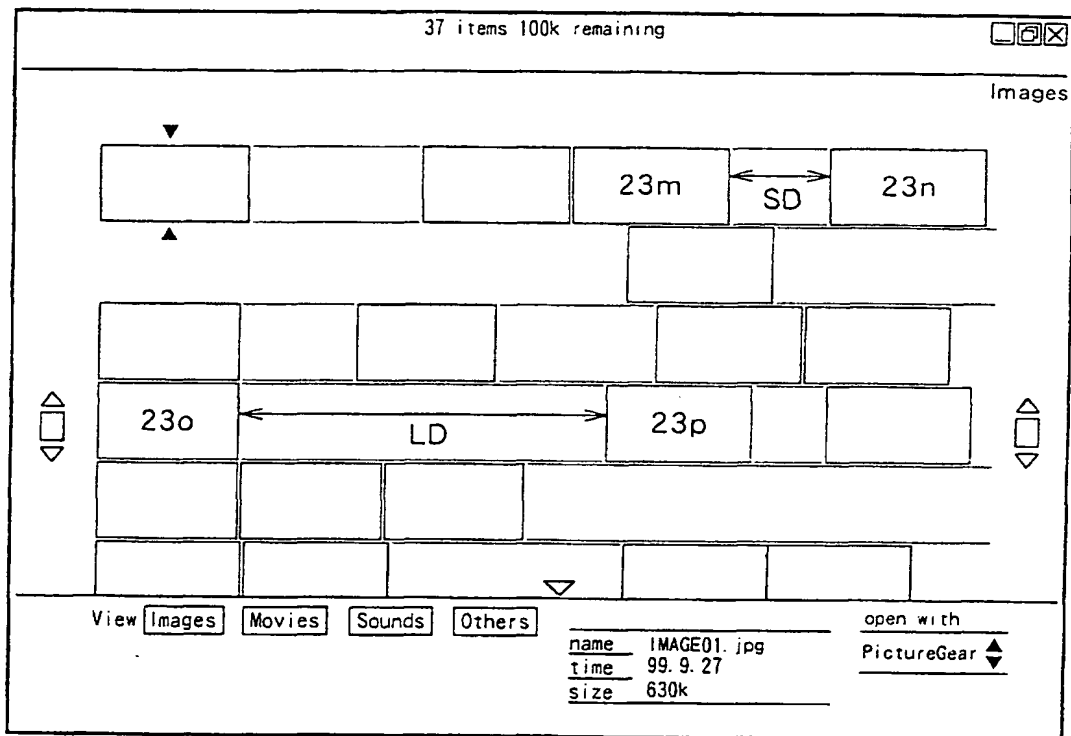 37 items 100k remaining
Images
23m SD 23n
23o LD 23p
View Images Movies Sounds Others
open with
name IMAGE01.jpg
PictureGear
time 99.9.27
size 630k